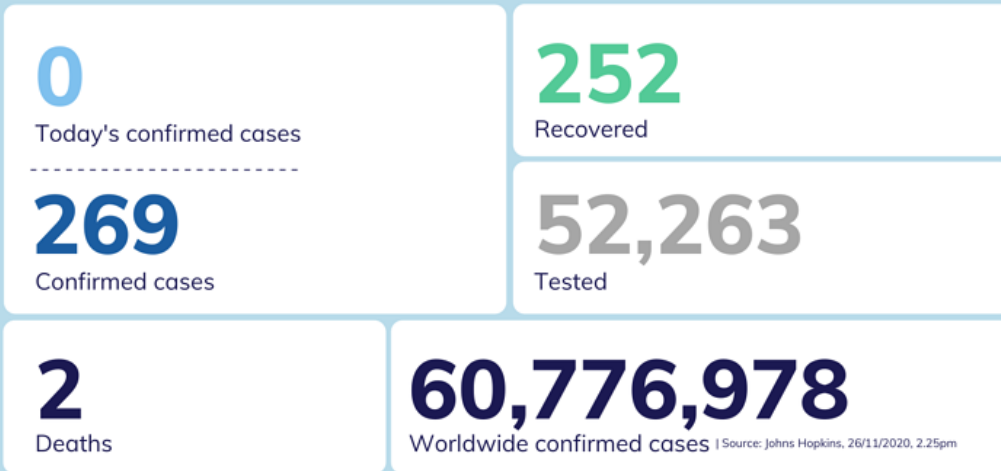 0
Today's confirmed cases
269
Confirmed cases
252
Recovered
52,263
Tested
2
Deaths
60,776,978
Worldwide confirmed cases | Source: Johns Hopkins, 26/11/2020, 2.25pm